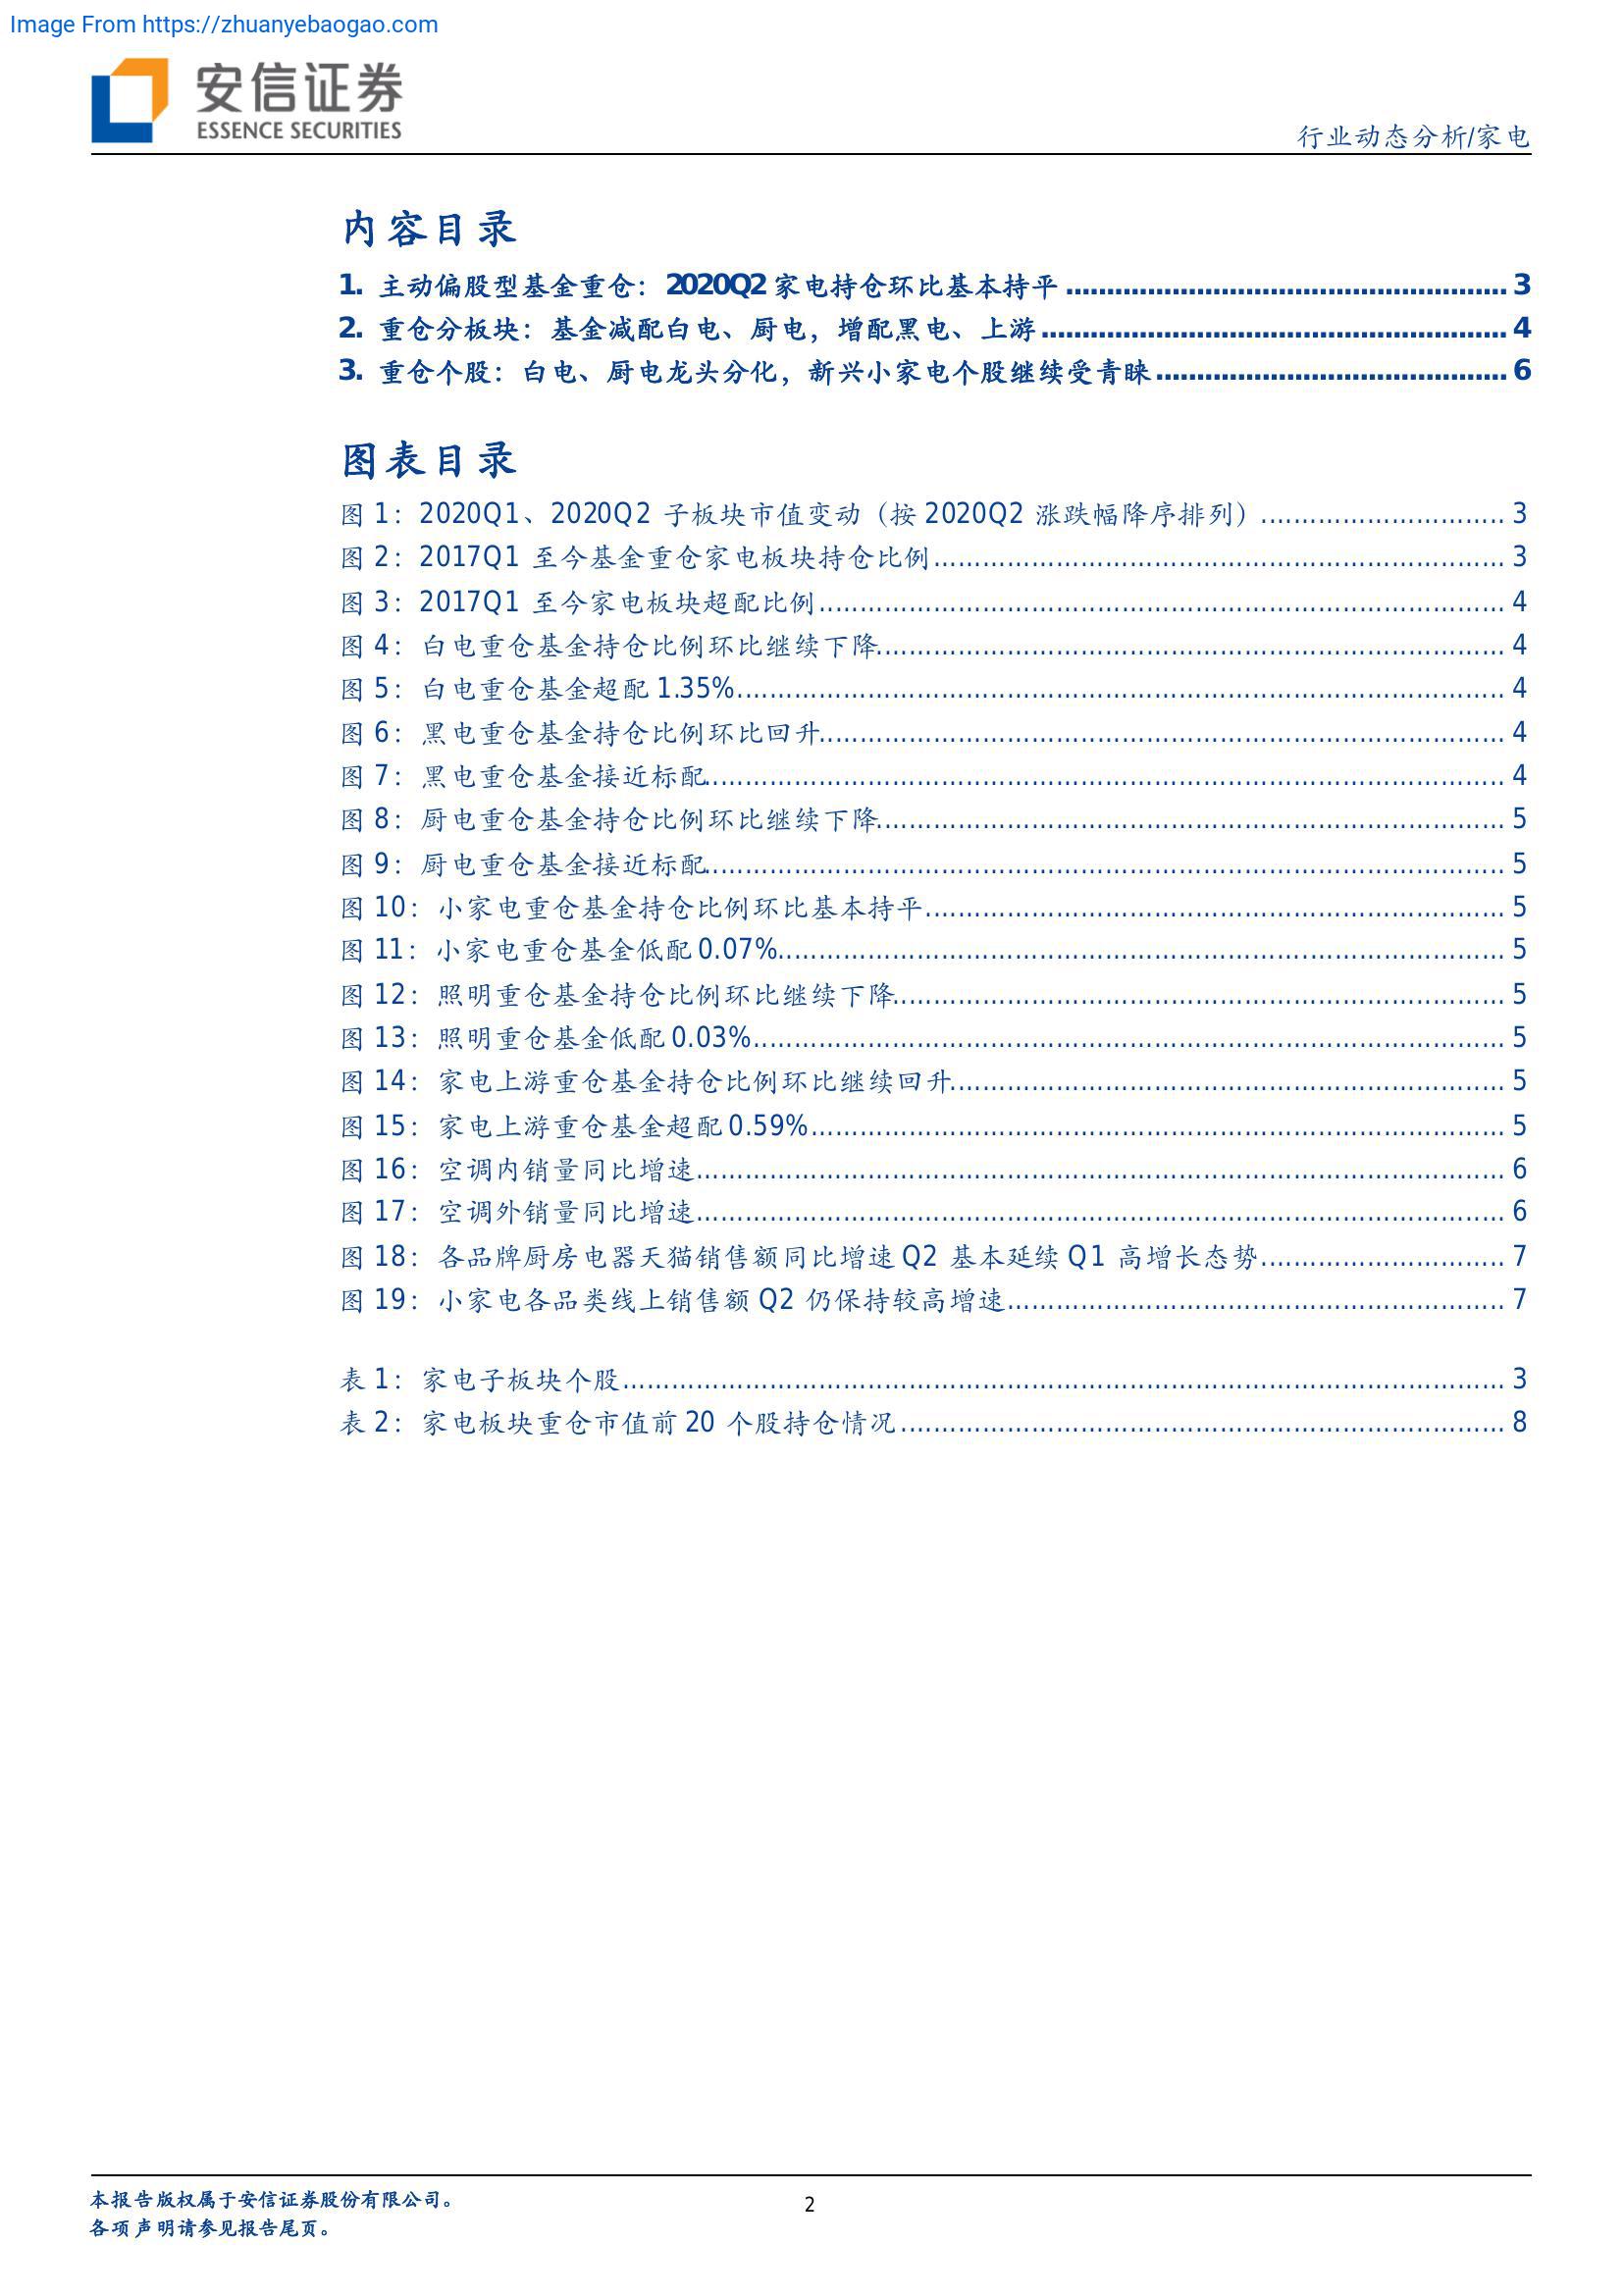 Image From https://zhuanyebaogao.com
安信证券
ESSENCE SECURITIES
行业动态分析/家电
内容目录
1. 主动偏股型基金重仓：2020Q2 家电持仓环比基本持平 3
2. 重仓分板块：基金减配白电、厨电，增配黑电、上游 4
3. 重仓个股：白电、厨电龙头分化，新兴小家电个股继续受青睐 6
图表目录
图 1：2020Q1、2020Q2 子板块市值变动（按 2020Q2 涨跌幅降序排列） 3
图 2：2017Q1 至今基金重仓家电板块持仓比例 3
图 3：2017Q1 至今家电板块超配比例 4
图 4：白电重仓基金持仓比例环比继续下降 4
图 5：白电重仓基金超配 1.35% 4
图 6：黑电重仓基金持仓比例环比回升 4
图 7：黑电重仓基金接近标配 4
图 8：厨电重仓基金持仓比例环比继续下降 5
图 9：厨电重仓基金接近标配 5
图 10：小家电重仓基金持仓比例环比基本持平 5
图 11：小家电重仓基金低配 0.07% 5
图 12：照明重仓基金持仓比例环比继续下降 5
图 13：照明重仓基金低配 0.03% 5
图 14：家电上游重仓基金持仓比例环比继续回升 5
图 15：家电上游重仓基金超配 0.59% 5
图 16：空调内销量同比增速 6
图 17：空调外销量同比增速 6
图 18：各品牌厨房电器天猫销售额同比增速 Q2 基本延续 Q1 高增长态势 7
图 19：小家电各品类线上销售额 Q2 仍保持较高增速 7
表 1：家电子板块个股 3
表 2：家电板块重仓市值前 20 个股持仓情况 8
本报告版权属于安信证券股份有限公司。
各项声明请参见报告尾页。
2